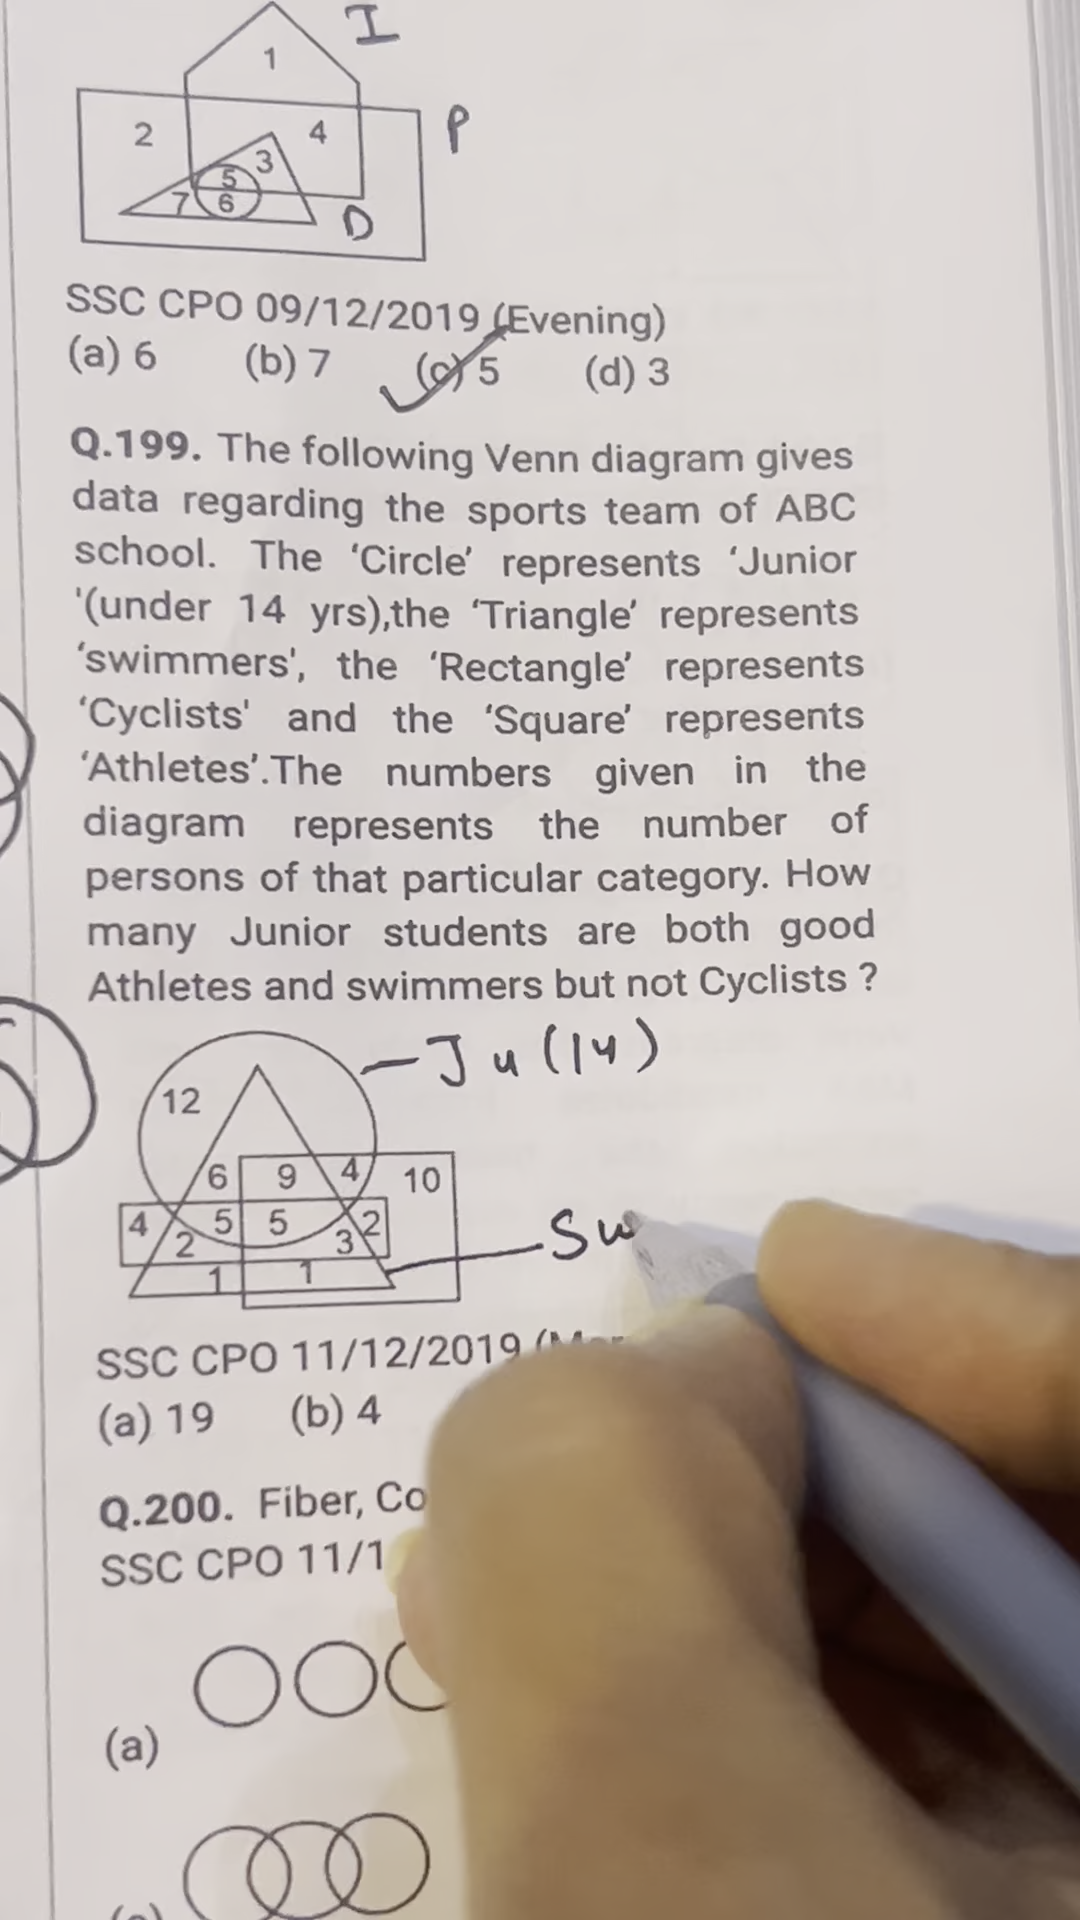 I
1
P
2
4
3
5
7
6
D
SSC CPO 09/12/2019 (Evening)
(a) 6 (b) 7 (c) 5 (d) 3
Q.199. The following Venn diagram gives
data regarding the sports team of ABC
school. The ‘Circle’ represents ‘Junior
'(under 14 yrs),the ‘Triangle’ represents
‘swimmers', the ‘Rectangle’ represents
‘Cyclists' and the ‘Square’ represents
‘Athletes’.The numbers given in the
diagram represents the number of
persons of that particular category. How
many Junior students are both good
Athletes and swimmers but not Cyclists ?
Ju (14)
12
6 9 4 10
4 5 5 2
2 3
1 1
Sw
SSC CPO 11/12/2019
(a) 19 (b) 4
Q.200. Fiber, Co
SSC CPO 11/1
(a)